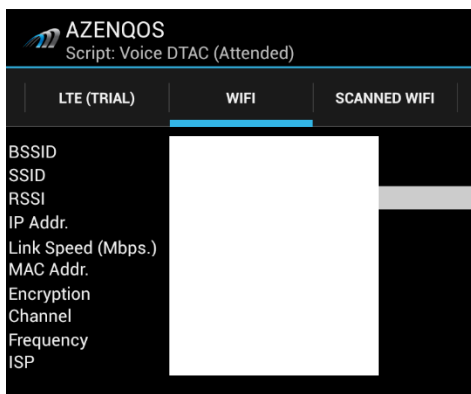 AZENQOS
Script: Voice DTAC (Attended)
LTE (TRIAL) WIFI SCANNED WIFI
BSSID
SSID
RSSI
IP Addr.
Link Speed (Mbps.)
MAC Addr.
Encryption
Channel
Frequency
ISP